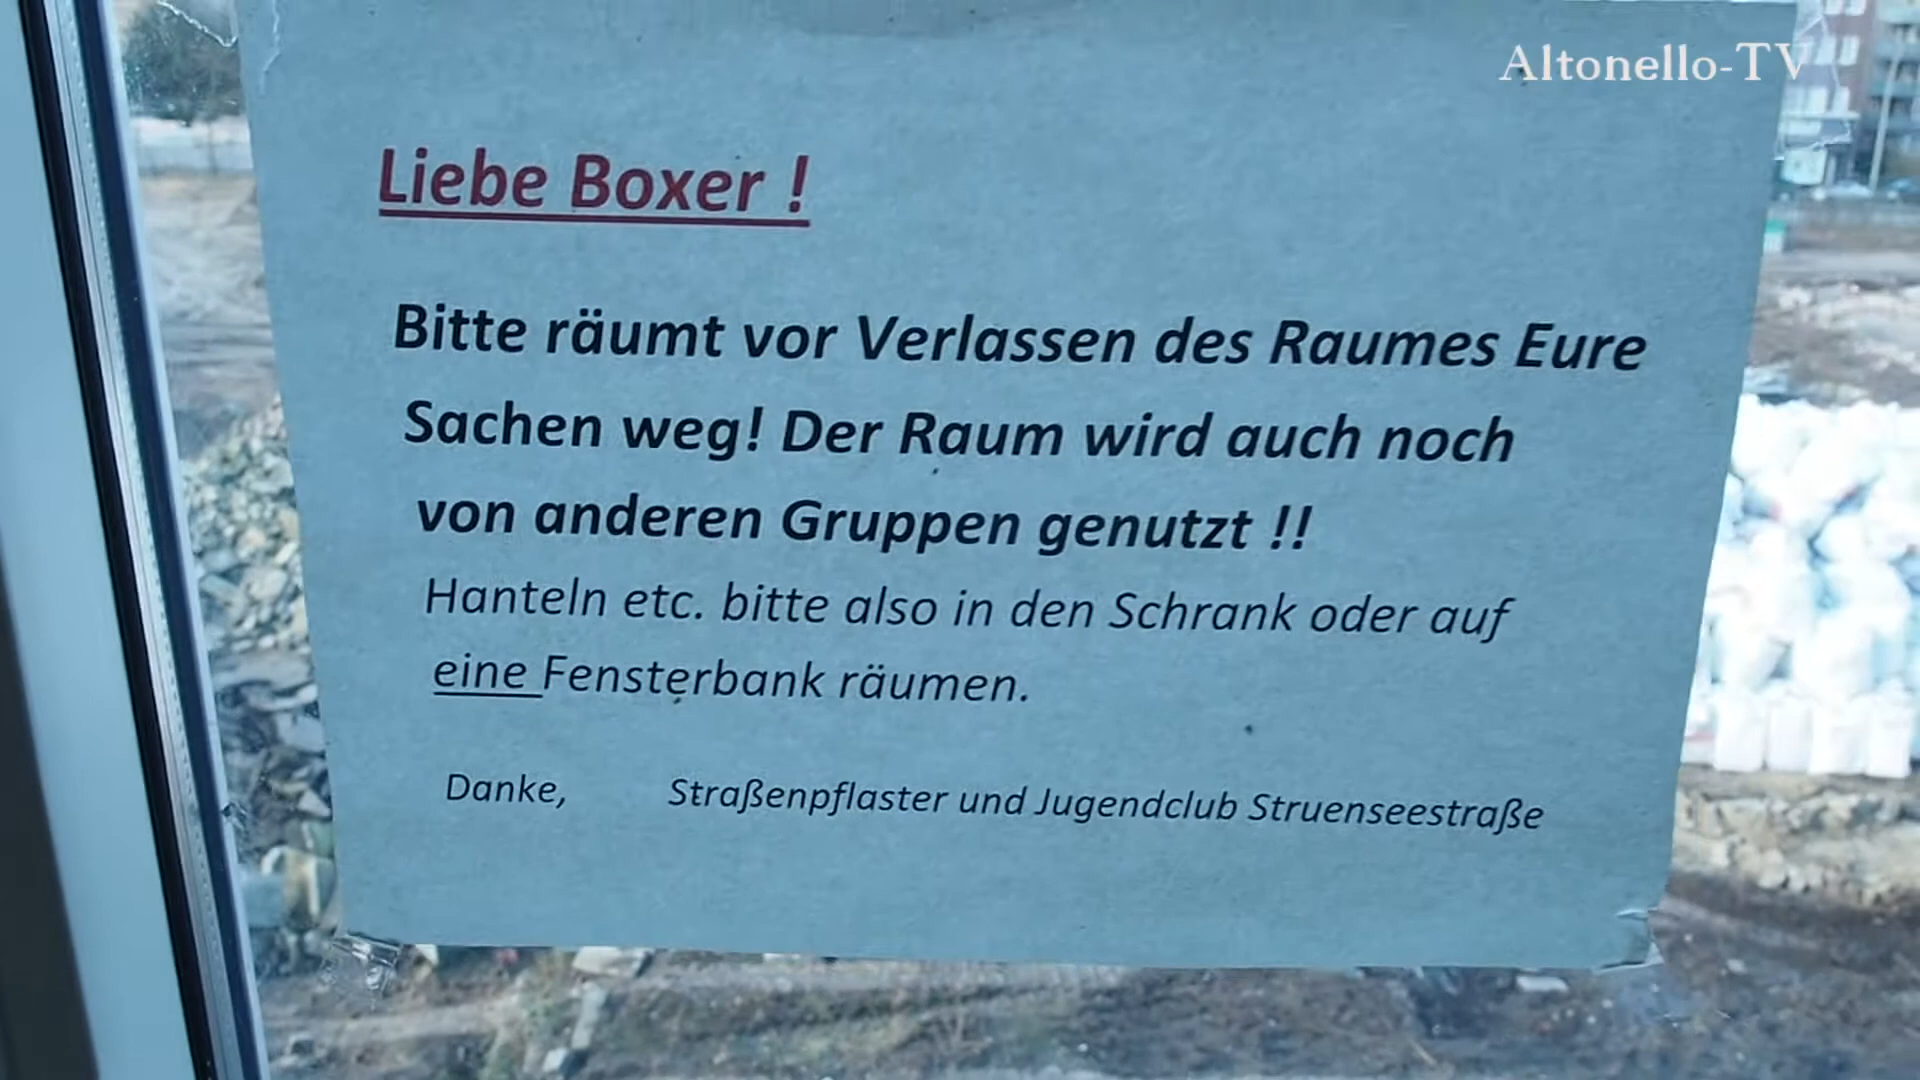 Altonello-TV
Liebe Boxer !
Bitte räumt vor Verlassen des Raumes Eure
Sachen weg! Der Raum wird auch noch
von anderen Gruppen genutzt !!
Hanteln etc. bitte also in den Schrank oder auf
eine Fensterbank räumen.
Danke, Straßenpflaster und Jugendclub Struenseestraße